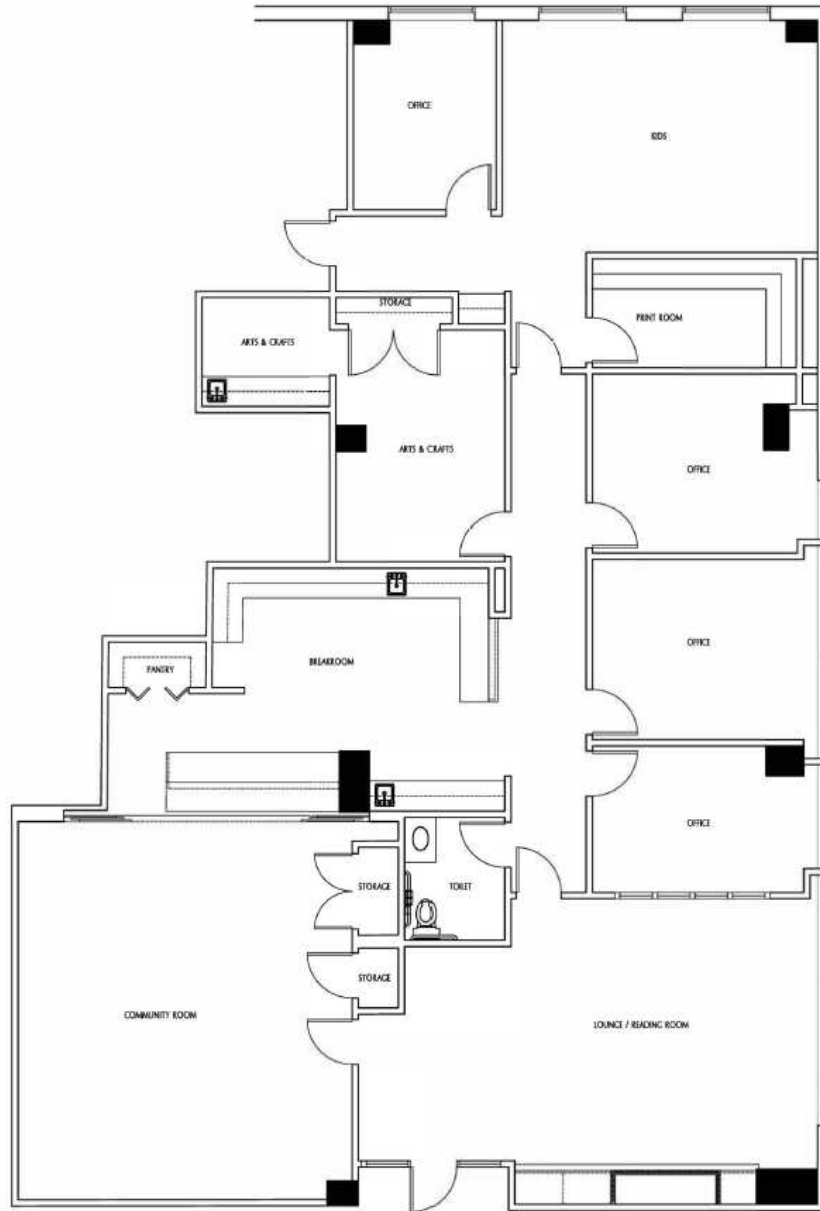 OFFICE
KIDS
STORAGE
PRINT ROOM
ARTS & CRAFTS
ARTS & CRAFTS
OFFICE
OFFICE
BREAKROOM
PANTRY
OFFICE
STORAGE
TOILET
STORAGE
COMMUNITY ROOM
LOUNGE / READING ROOM